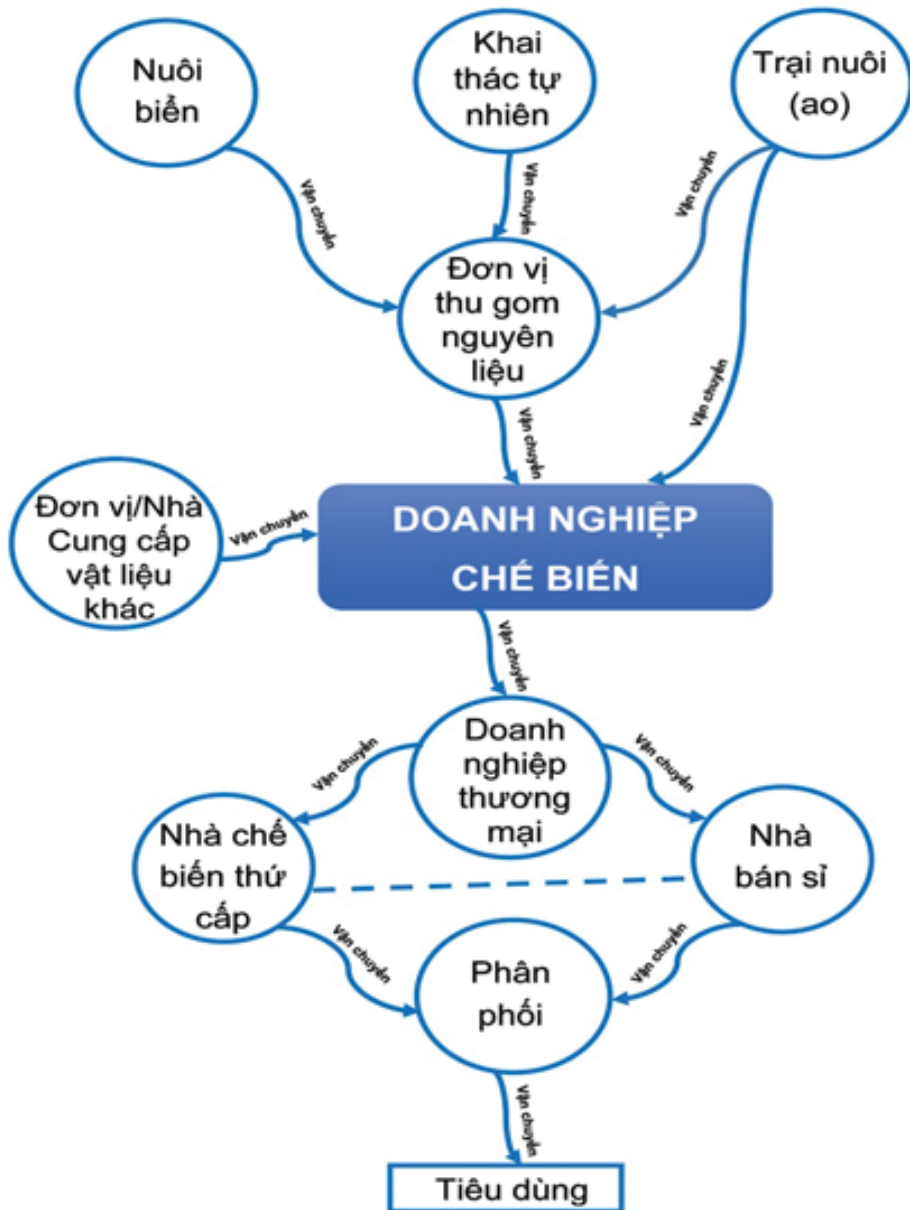 Nuôi
biển
Khai
thác tự
nhiên
Trại nuôi
(ao)
Vận chuyển
Vận chuyển
Vận chuyển
Đơn vị
thu gom
nguyên
liệu
Vận chuyển
Vận chuyển
Đơn vị/Nhà
Cung cấp
vật liệu
khác
Vận chuyển
DOANH NGHIỆP
CHẾ BIẾN
Vận chuyển
Doanh
nghiệp
thương
mại
Vận chuyển
Vận chuyển
Nhà chế
biến thứ
cấp
Nhà
bán sỉ
Vận chuyển
Vận chuyển
Phân
phối
Vận chuyển
Tiêu dùng